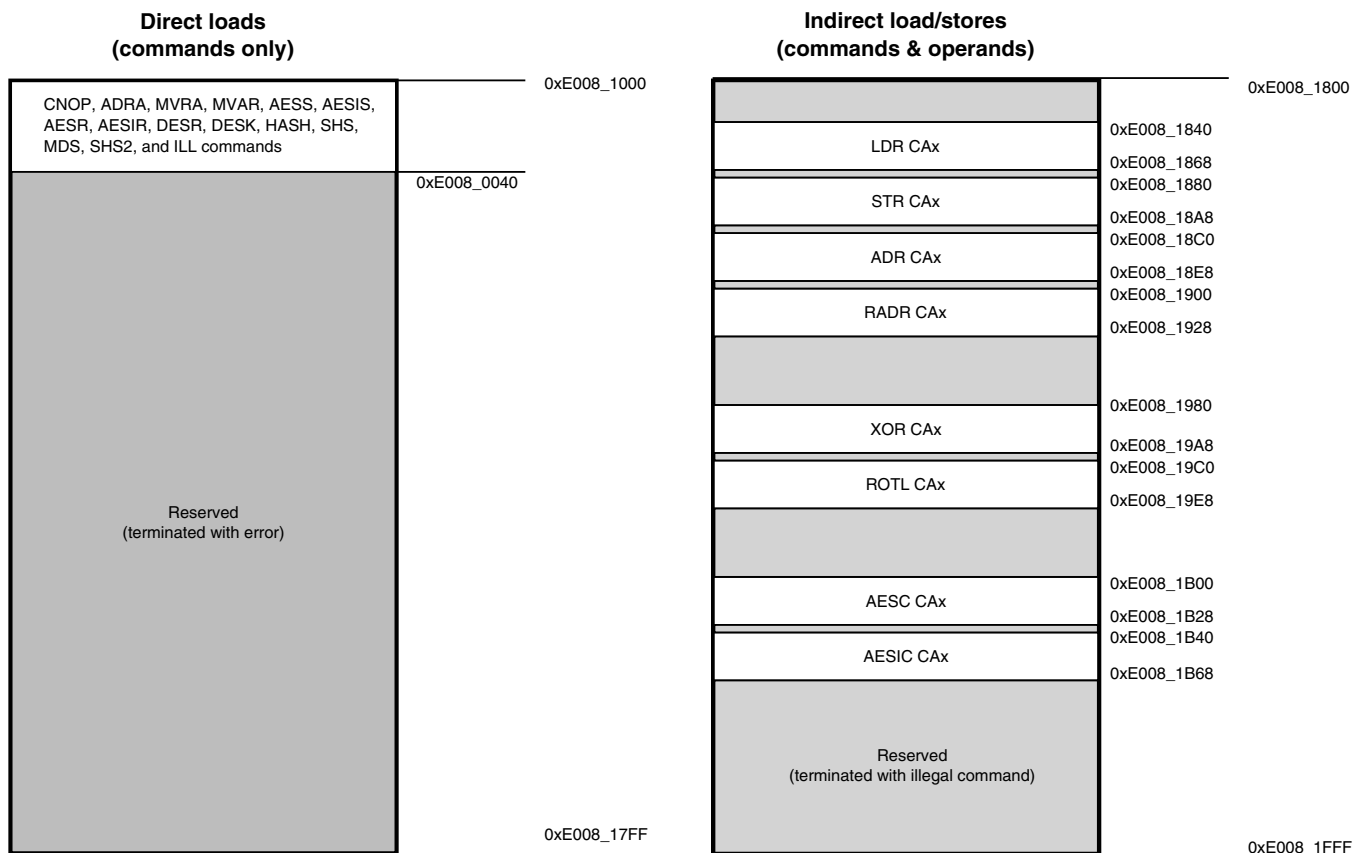 Direct loads
(commands only)
0xE008_1000
CNOP, ADRA, MVRA, MVAR, AESS, AESIS,
AESR, AESIR, DESR, DESK, HASH, SHS,
MDS, SHS2, and ILL commands
0xE008_0040
Reserved
(terminated with error)
0xE008_17FF
Indirect load/stores
(commands & operands)
0xE008_1800
LDR CAx
0xE008_1840
0xE008_1868
STR CAx
0xE008_1880
0xE008_18A8
ADR CAx
0xE008_18C0
0xE008_18E8
RADR CAx
0xE008_1900
0xE008_1928
XOR CAx
0xE008_1980
0xE008_19A8
ROTL CAx
0xE008_19C0
0xE008_19E8
AESC CAx
0xE008_1B00
0xE008_1B28
AESIC CAx
0xE008_1B40
0xE008_1B68
Reserved
(terminated with illegal command)
0xE008_1FFF